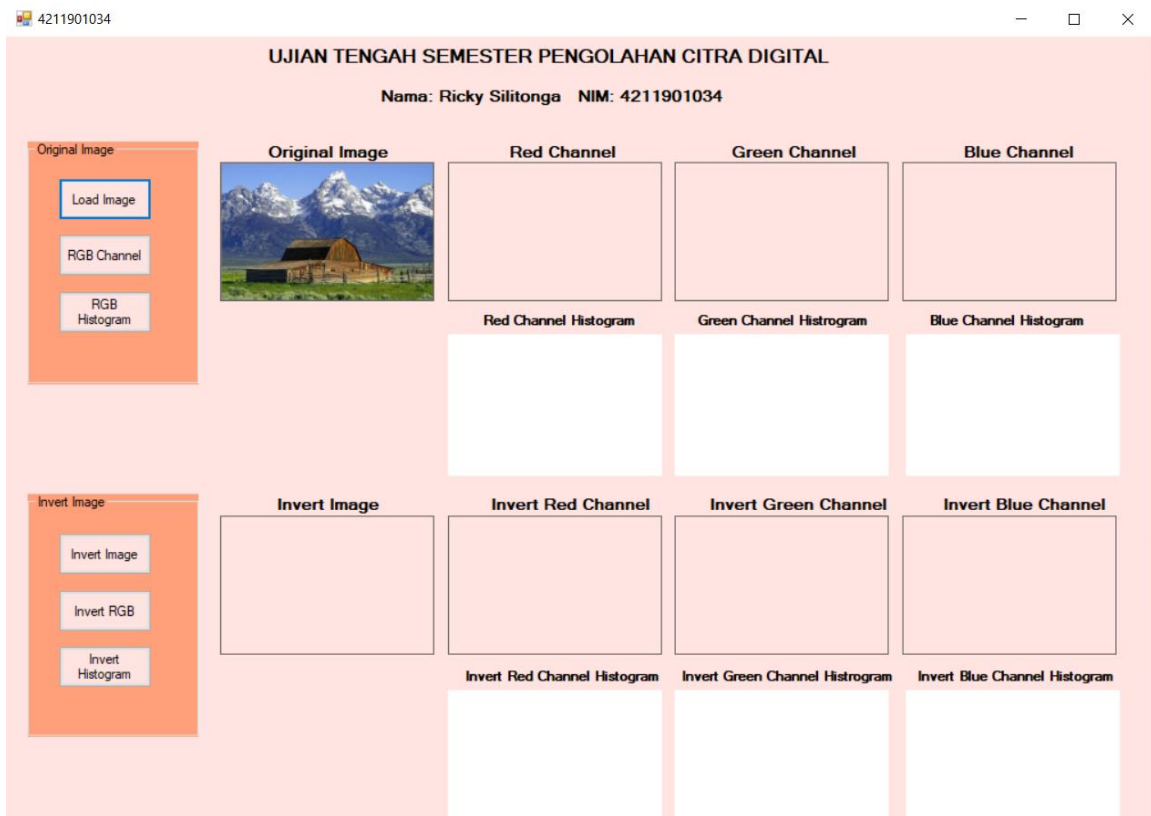 4211901034
UJIAN TENGAH SEMESTER PENGOLAHAN CITRA DIGITAL
Nama: Ricky Silitonga NIM: 4211901034
Original Image
Load Image
RGB Channel
RGB
Histogram
Original Image
Red Channel
Green Channel
Blue Channel
Red Channel Histogram
Green Channel Histrogram
Blue Channel Histogram
Invert Image
Invert Image
Invert RGB
Invert
Histogram
Invert Image
Invert Red Channel
Invert Green Channel
Invert Blue Channel
Invert Red Channel Histogram
Invert Green Channel Histrogram
Invert Blue Channel Histogram